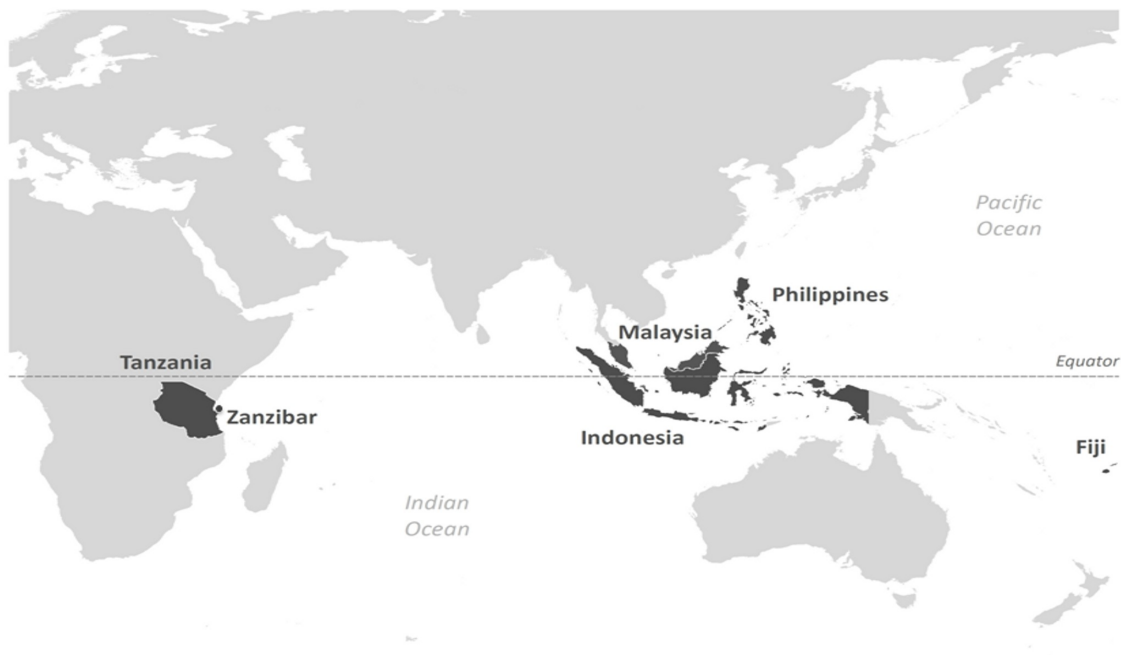 Pacific
Ocean
Philippines
Malaysia
Tanzania
Equator
Zanzibar
Indonesia
Fiji
Indian
Ocean